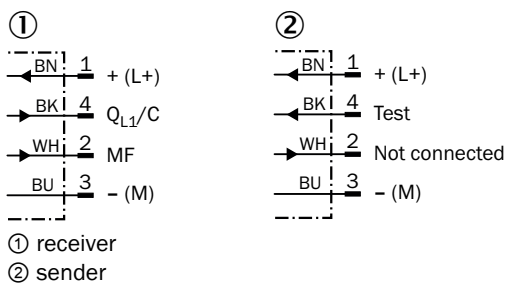 ① ②
BN 1 + (L+) BN 1 + (L+)
BK 4 QL1/C BK 4 Test
WH 2 MF WH 2 Not connected
BU 3 − (M) BU 3 − (M)
① receiver
② sender